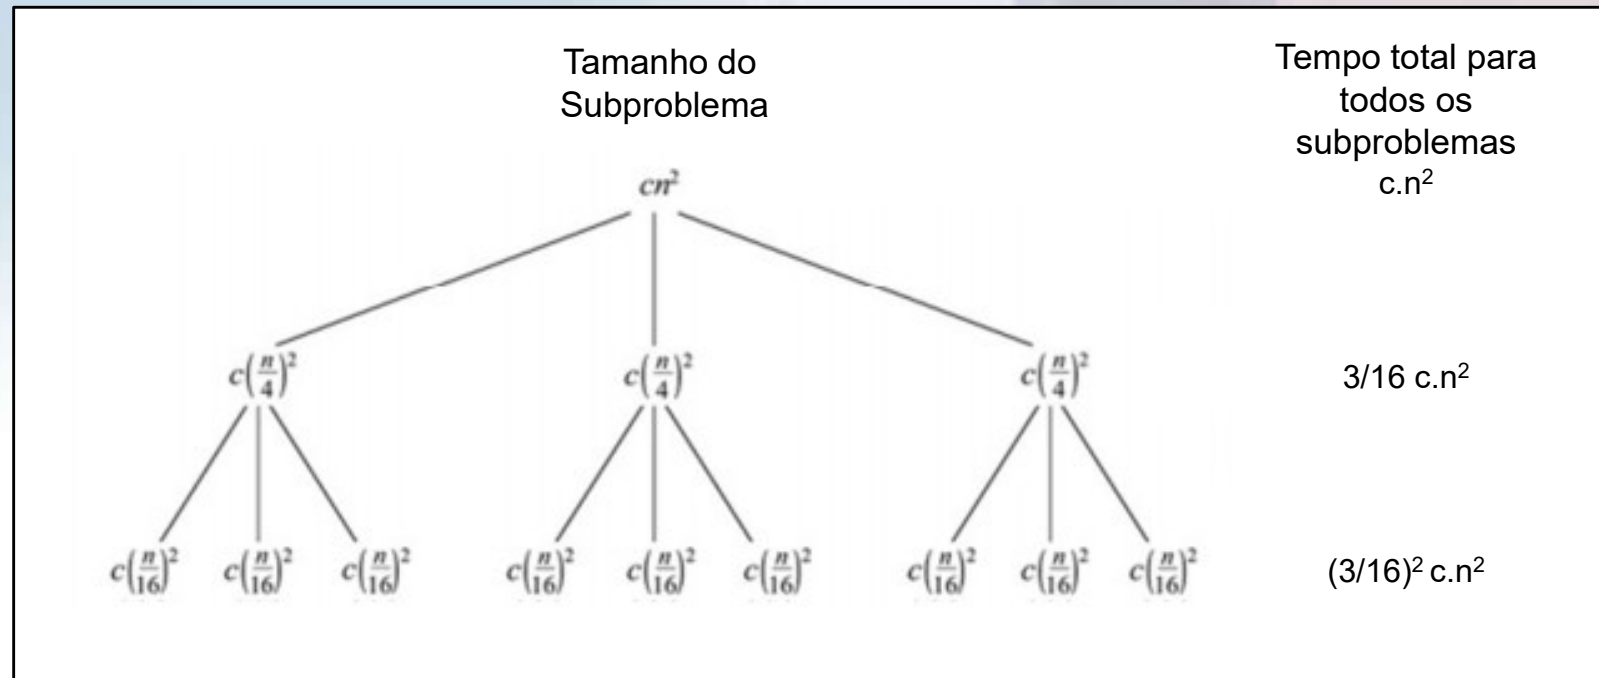 Tamanho do
Subproblema
Tempo total para
todos os
subproblemas
c.n²
cn²
c(n/4)² c(n/4)² c(n/4)² 3/16 c.n²
c(n/16)² c(n/16)² c(n/16)² c(n/16)² c(n/16)² c(n/16)² c(n/16)² c(n/16)² c(n/16)² (3/16)² c.n²